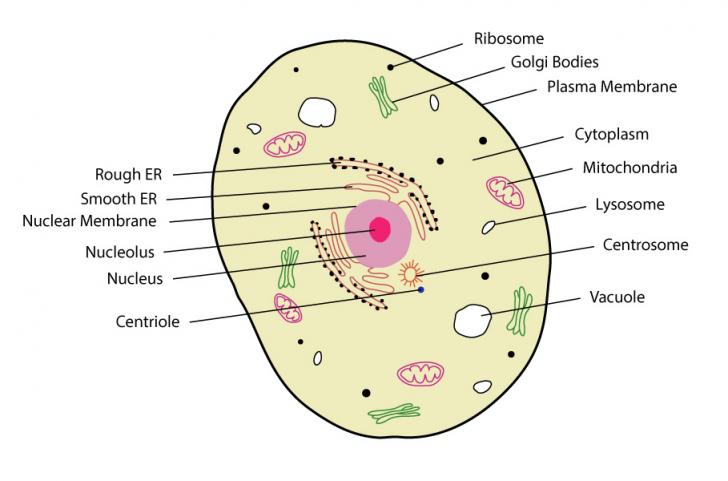 Ribosome
Golgi Bodies
Plasma Membrane
Cytoplasm
Mitochondria
Lysosome
Centrosome
Vacuole
Rough ER
Smooth ER
Nuclear Membrane
Nucleolus
Nucleus
Centriole